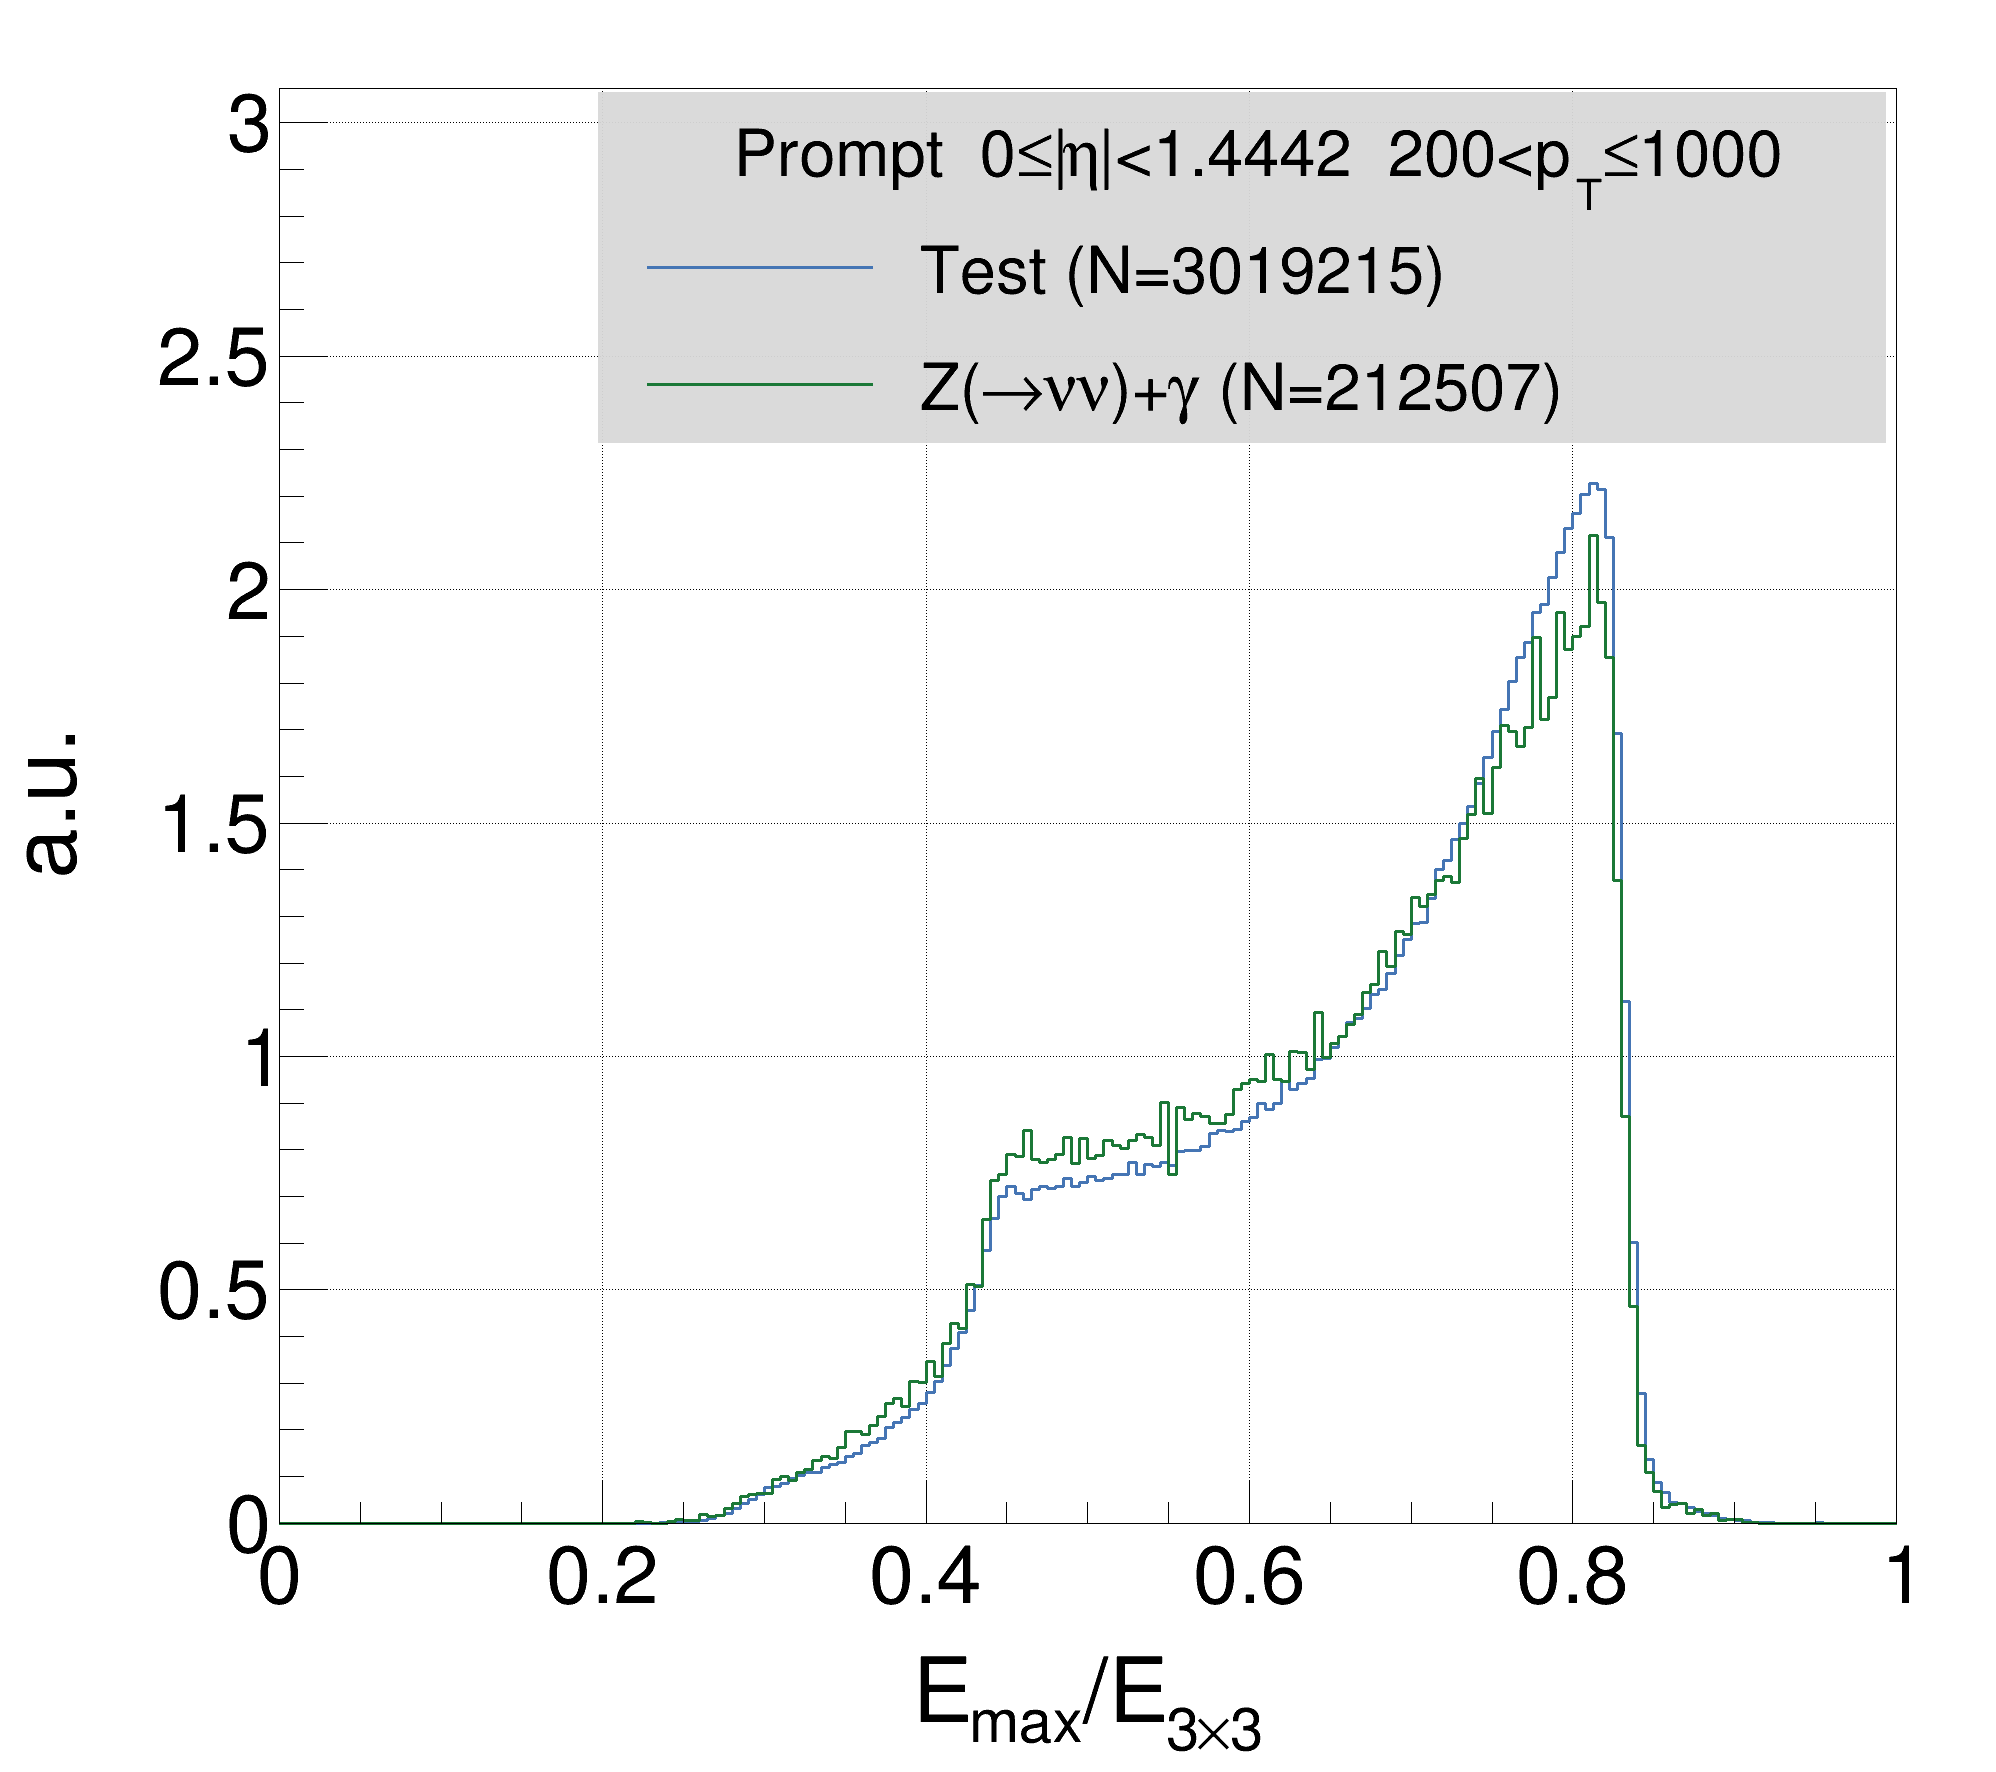 Prompt 0≤|η|<1.4442 200<p_T≤1000
Test (N=3019215)
Z(→νν)+γ (N=212507)
3
2.5
2
1.5
1
0.5
0
a.u.
0 0.2 0.4 0.6 0.8 1
E_max/E_3×3